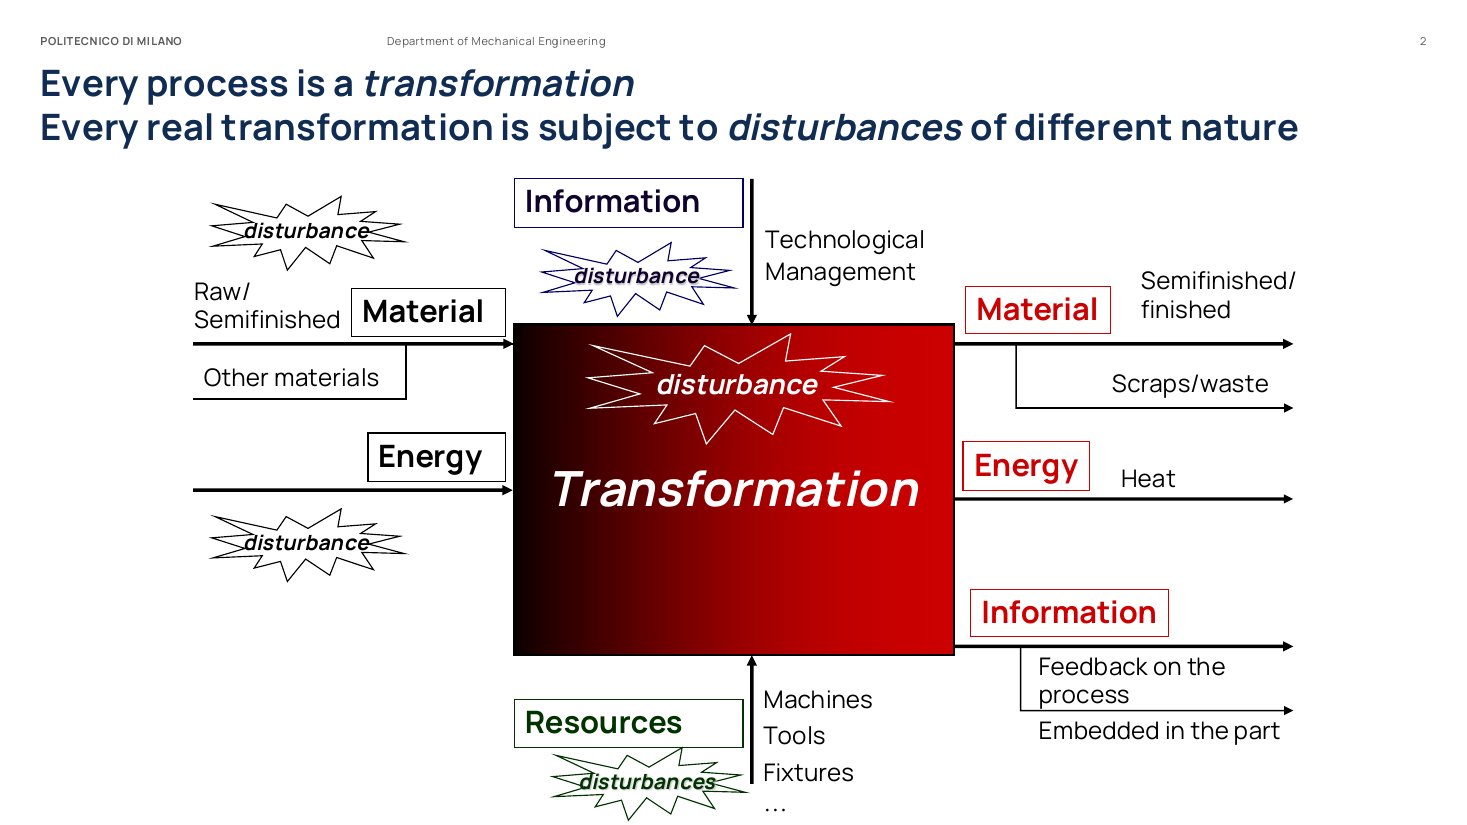 POLITECNICO DI MILANO
Department of Mechanical Engineering
2
Every process is a transformation
Every real transformation is subject to disturbances of different nature
disturbance
Information
disturbance
Technological
Management
Raw/
Semifinished
Material
Other materials
Energy
disturbance
disturbance
Transformation
Material
Semifinished/
finished
Scraps/waste
Energy
Heat
Information
Feedback on the
process
Embedded in the part
Resources
disturbances
Machines
Tools
Fixtures
...